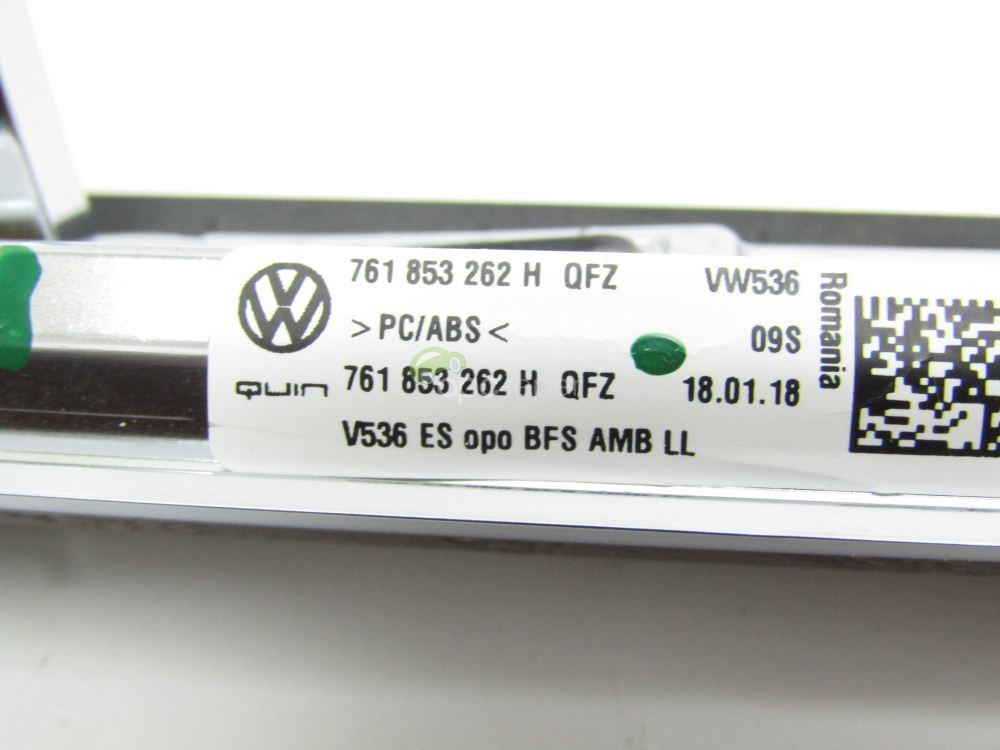 761 853 262 H QFZ VW536
>PC/ABS< 09S
QUIN 761 853 262 H QFZ 18.01.18
V536 ES opo BFS AMB LL
Romania